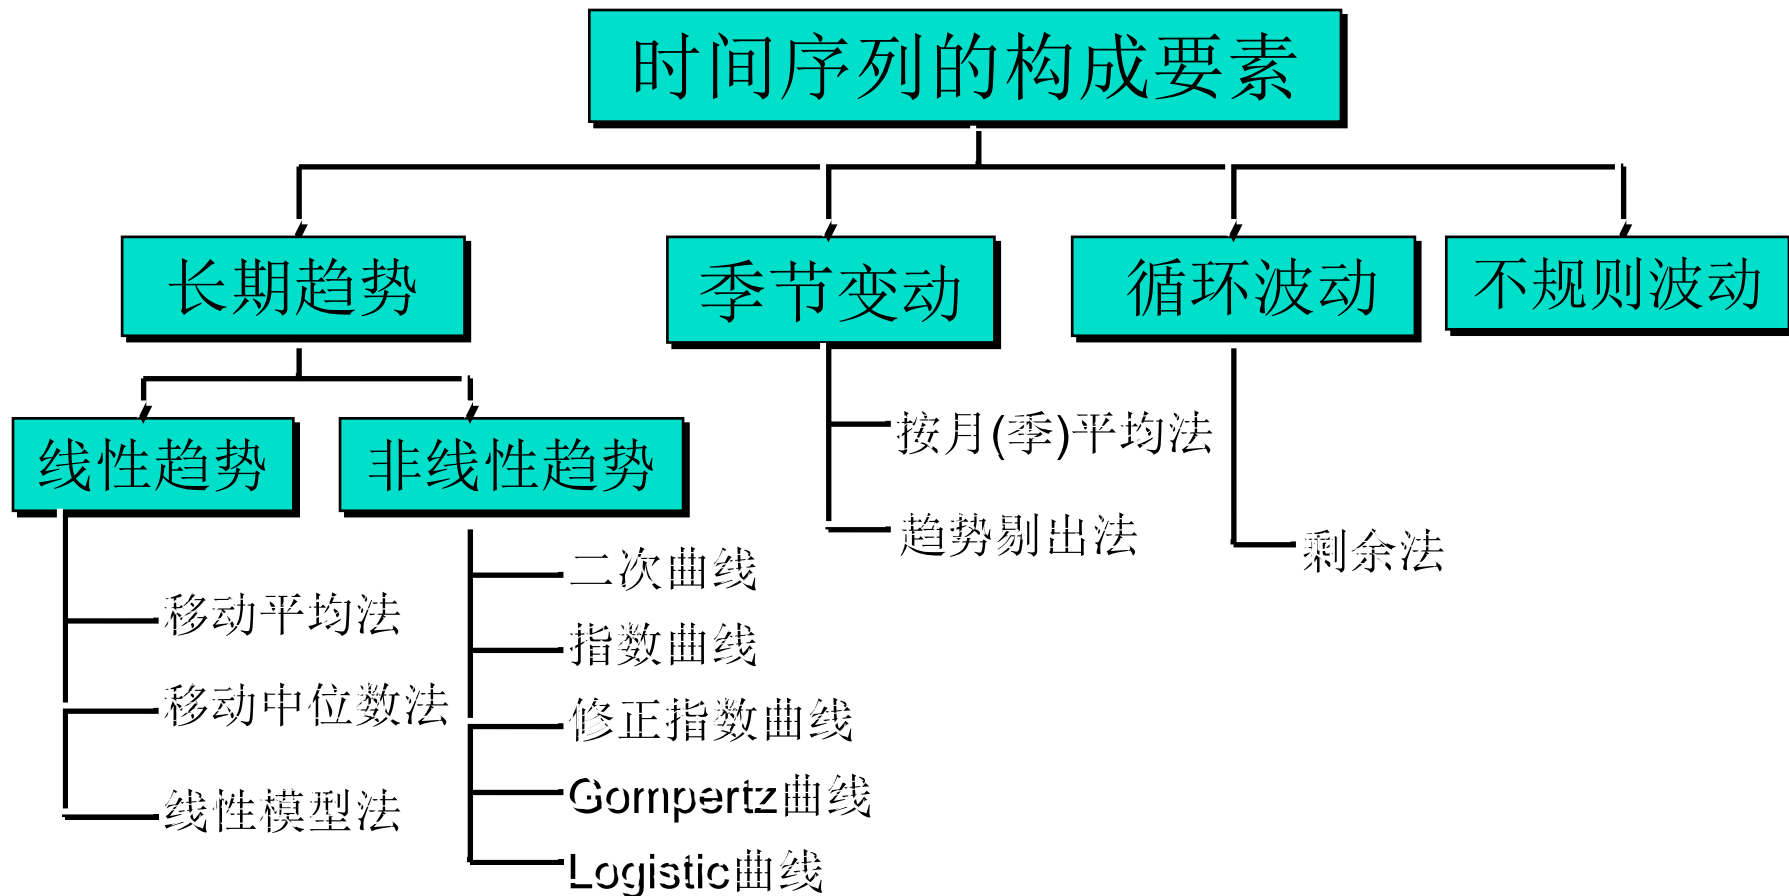 时间序列的构成要素
长期趋势
季节变动
循环波动
不规则波动
线性趋势
非线性趋势
移动平均法
移动中位数法
线性模型法
二次曲线
指数曲线
修正指数曲线
Gompertz曲线
Logistic曲线
按月(季)平均法
趋势剔出法
剩余法